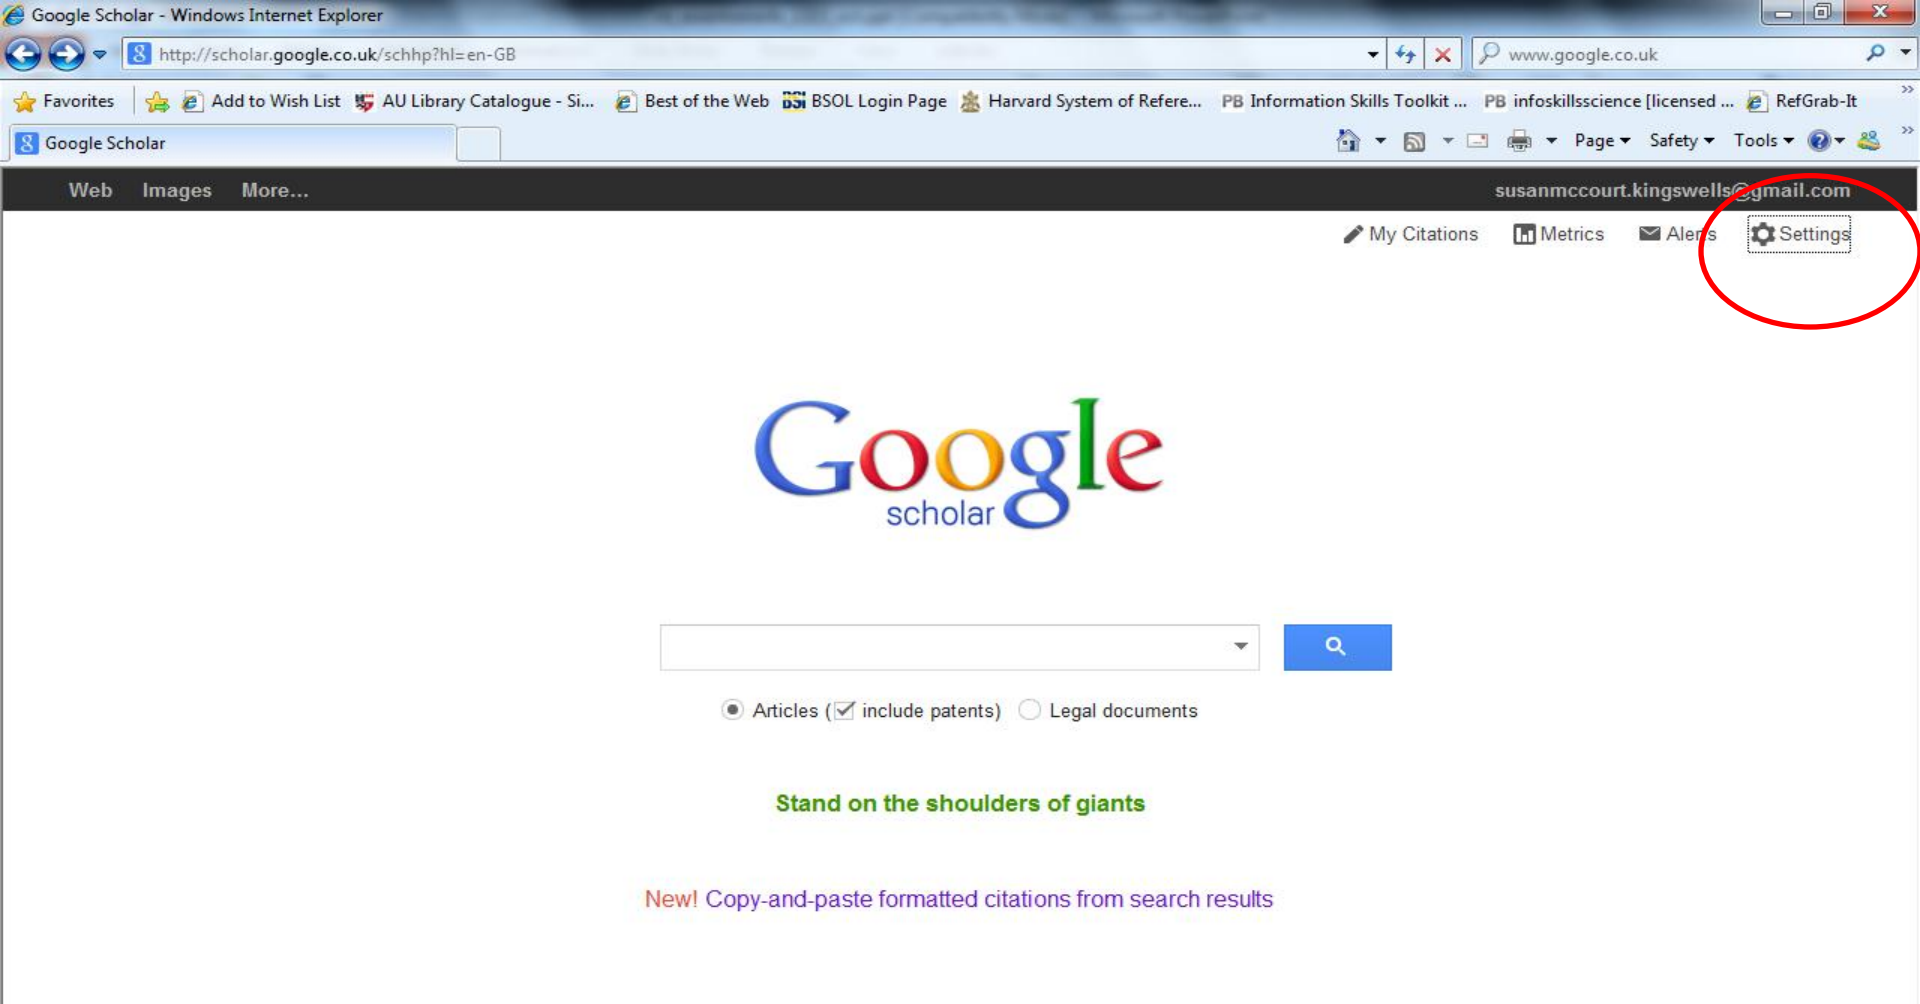 Google Scholar - Windows Internet Explorer
http://scholar.google.co.uk/schhp?hl=en-GB
www.google.co.uk
Favorites Add to Wish List AU Library Catalogue - Si... Best of the Web BSI BSOL Login Page Harvard System of Refere... PB Information Skills Toolkit ... PB infoskillsscience [licensed ... RefGrab-It
Google Scholar Page Safety Tools
Web Images More... susanmccourt.kingswells@gmail.com
My Citations Metrics Alerts Settings
Google
scholar
Articles (include patents) Legal documents
Stand on the shoulders of giants
New! Copy-and-paste formatted citations from search results